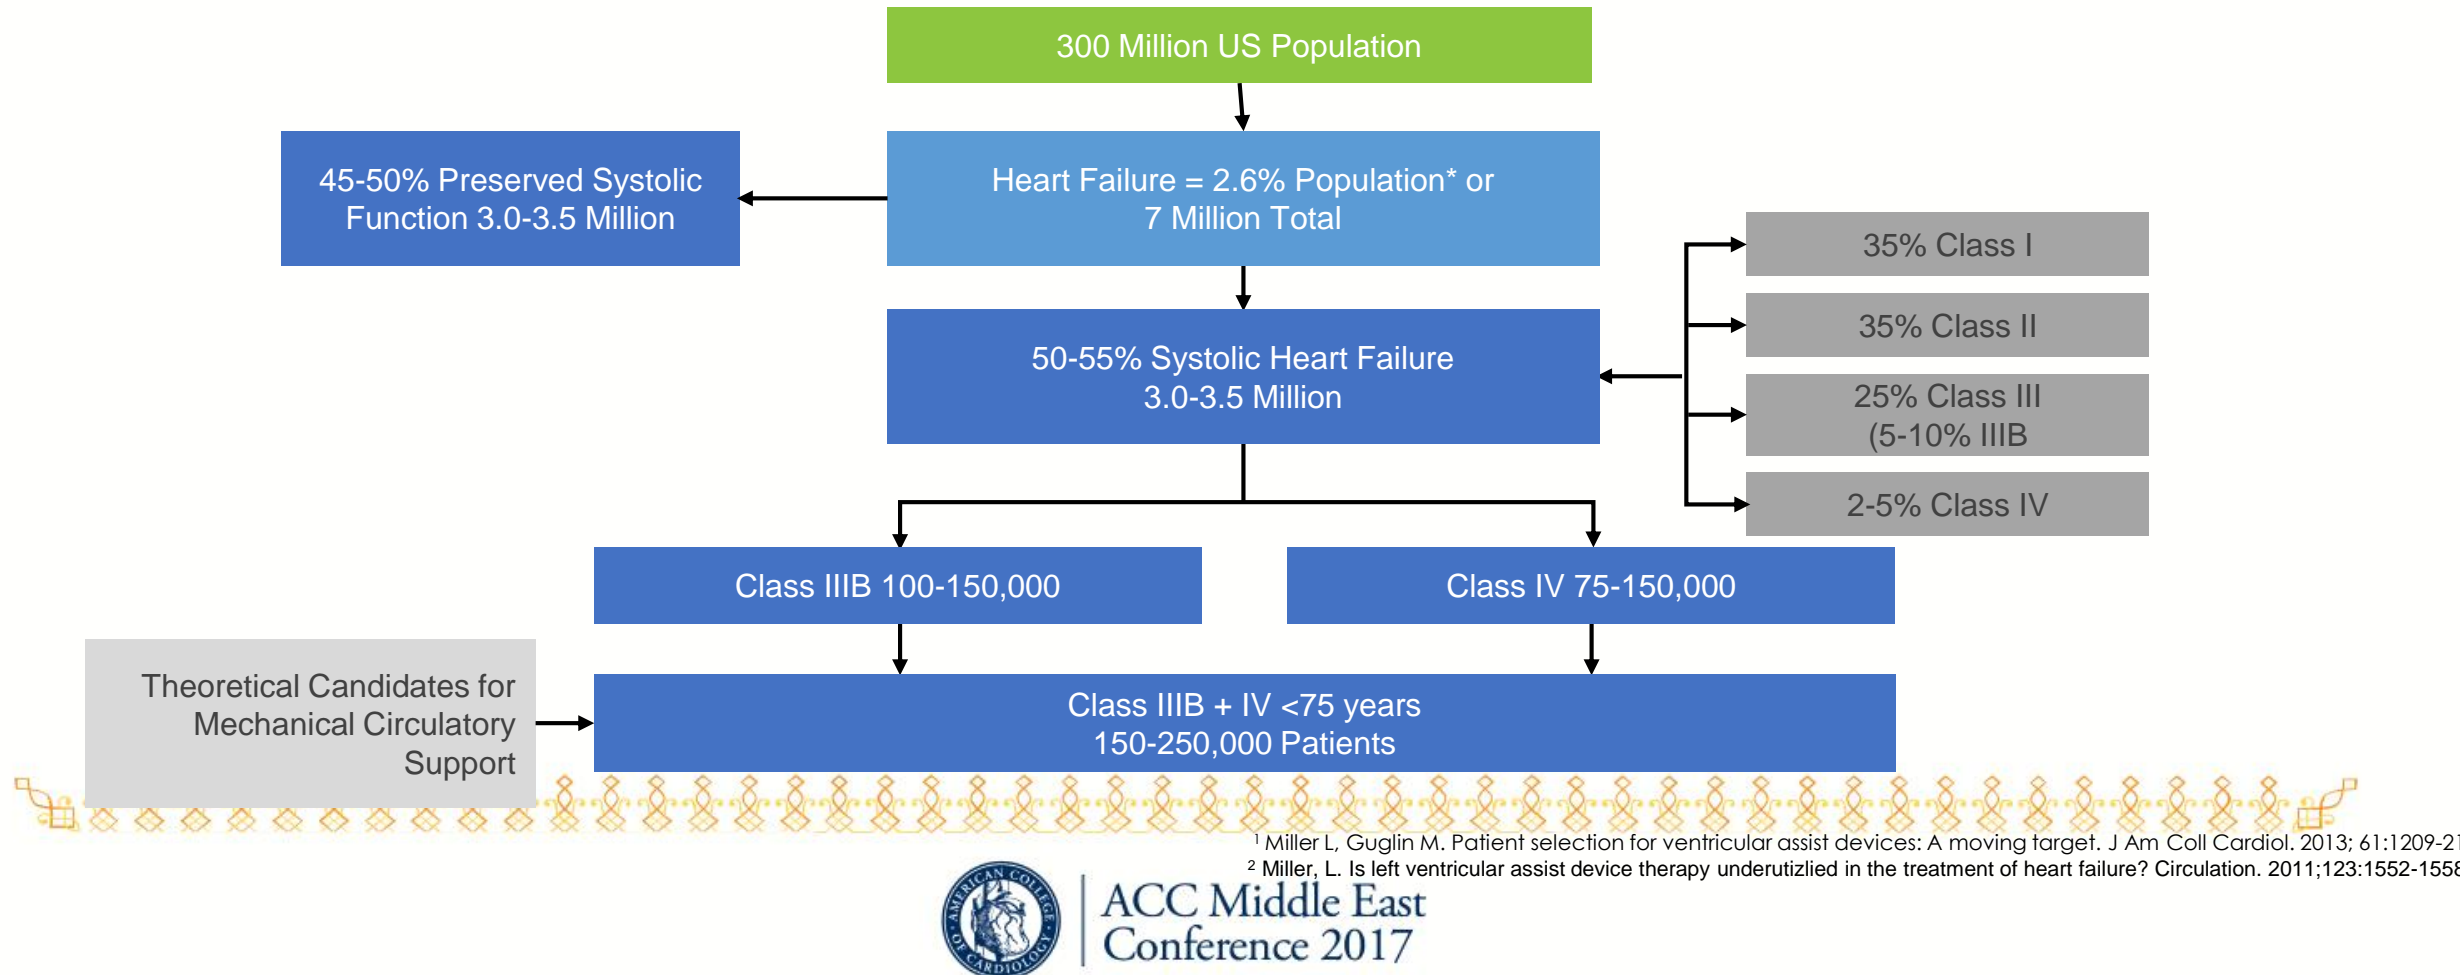 300 Million US Population
45-50% Preserved Systolic
Function 3.0-3.5 Million
Heart Failure = 2.6% Population* or
7 Million Total
35% Class I
35% Class II
25% Class III
(5-10% IIIB
2-5% Class IV
50-55% Systolic Heart Failure
3.0-3.5 Million
Class IIIB 100-150,000
Class IV 75-150,000
Theoretical Candidates for
Mechanical Circulatory
Support
Class IIIB + IV <75 years
150-250,000 Patients
¹ Miller L, Guglin M. Patient selection for ventricular assist devices: A moving target. J Am Coll Cardiol. 2013; 61:1209-21
² Miller, L. Is left ventricular assist device therapy underutizlied in the treatment of heart failure? Circulation. 2011;123:1552-1558
AMERICAN COLLEGE OF CARDIOLOGY
ACC Middle East
Conference 2017